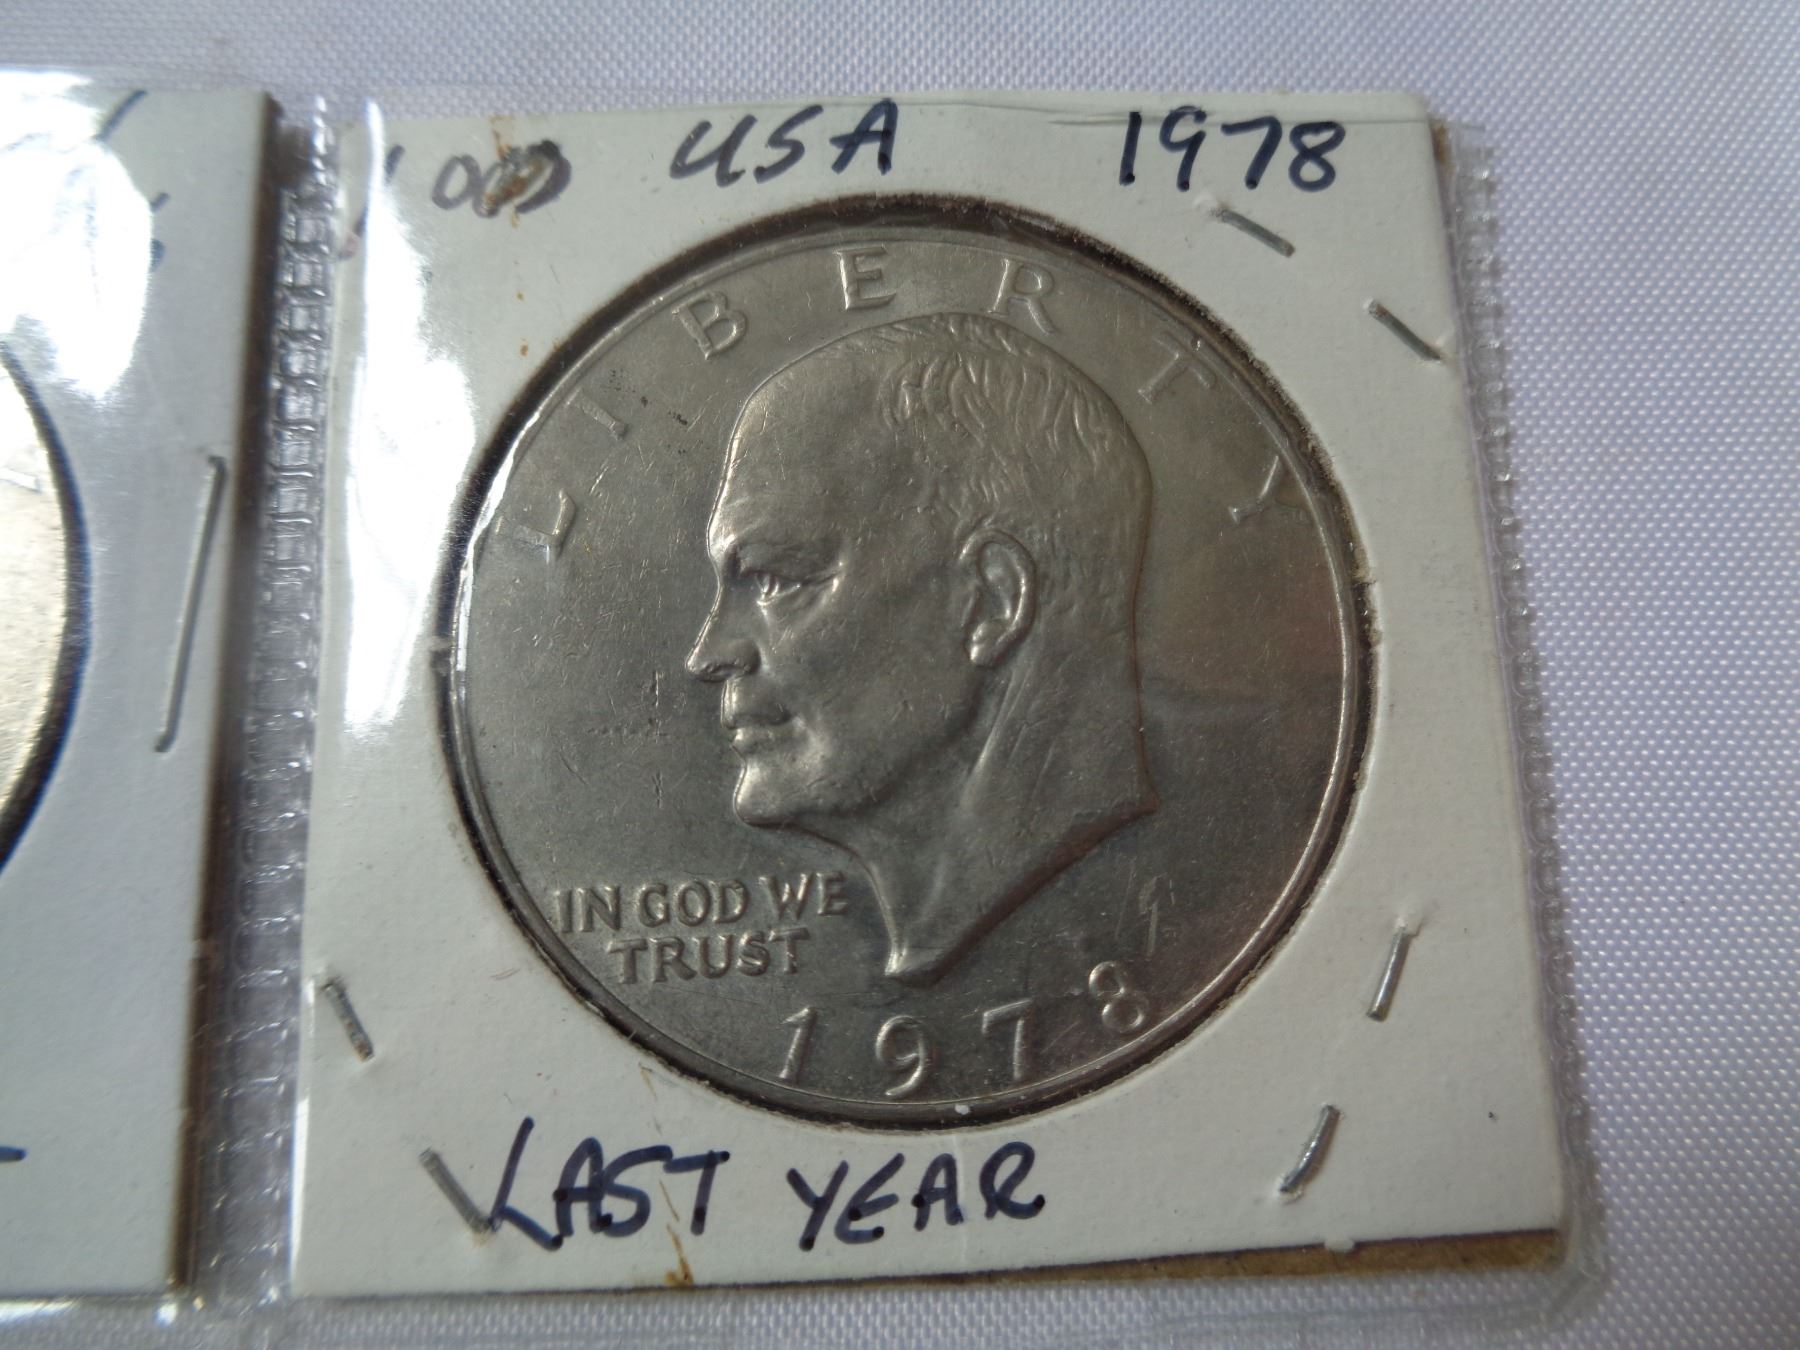 USA 1978
LIBERTY
IN GOD WE
TRUST
1978
LAST YEAR